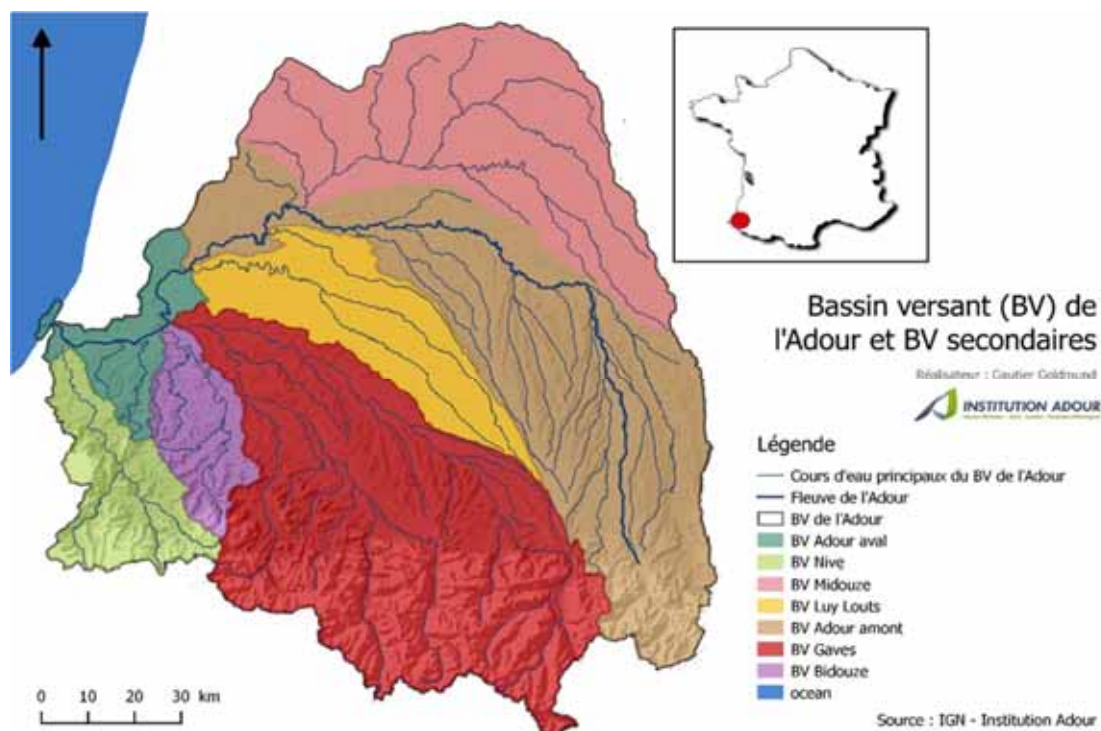 Bassin versant (BV) de
l'Adour et BV secondaires
Réalisateur : Gautier Goldmund
INSTITUTION ADOUR
Légende
Cours d'eau principaux du BV de l'Adour
Fleuve de l'Adour
BV de l'Adour
BV Adour aval
BV Nive
BV Midouze
BV Luy Louts
BV Adour amont
BV Gaves
BV Bidouze
ocean
0 10 20 30 km
Source : IGN - Institution Adour